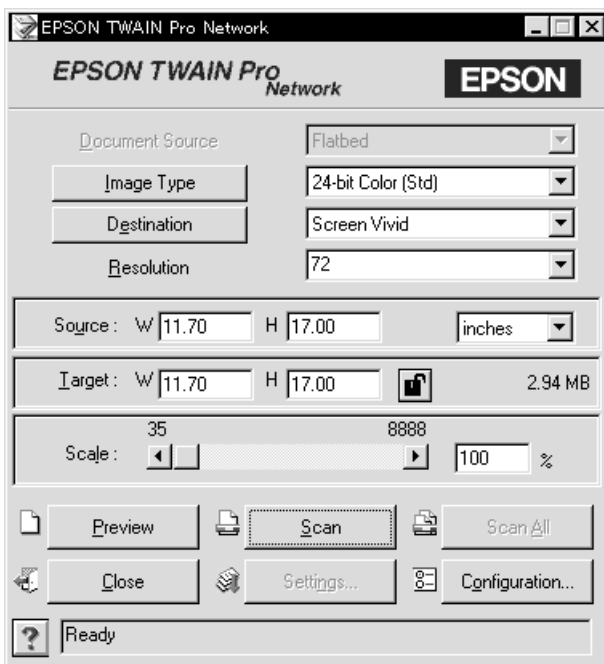 EPSON TWAIN Pro Network
EPSON TWAIN Pro
Network
EPSON
Document Source Flatbed
Image Type 24-bit Color (Std)
Destination Screen Vivid
Resolution 72
Source : W 11.70 H 17.00 inches
Target : W 11.70 H 17.00 2.94 MB
35 8888
Scale : 100 %
Preview Scan Scan All
Close Settings... Configuration...
? Ready